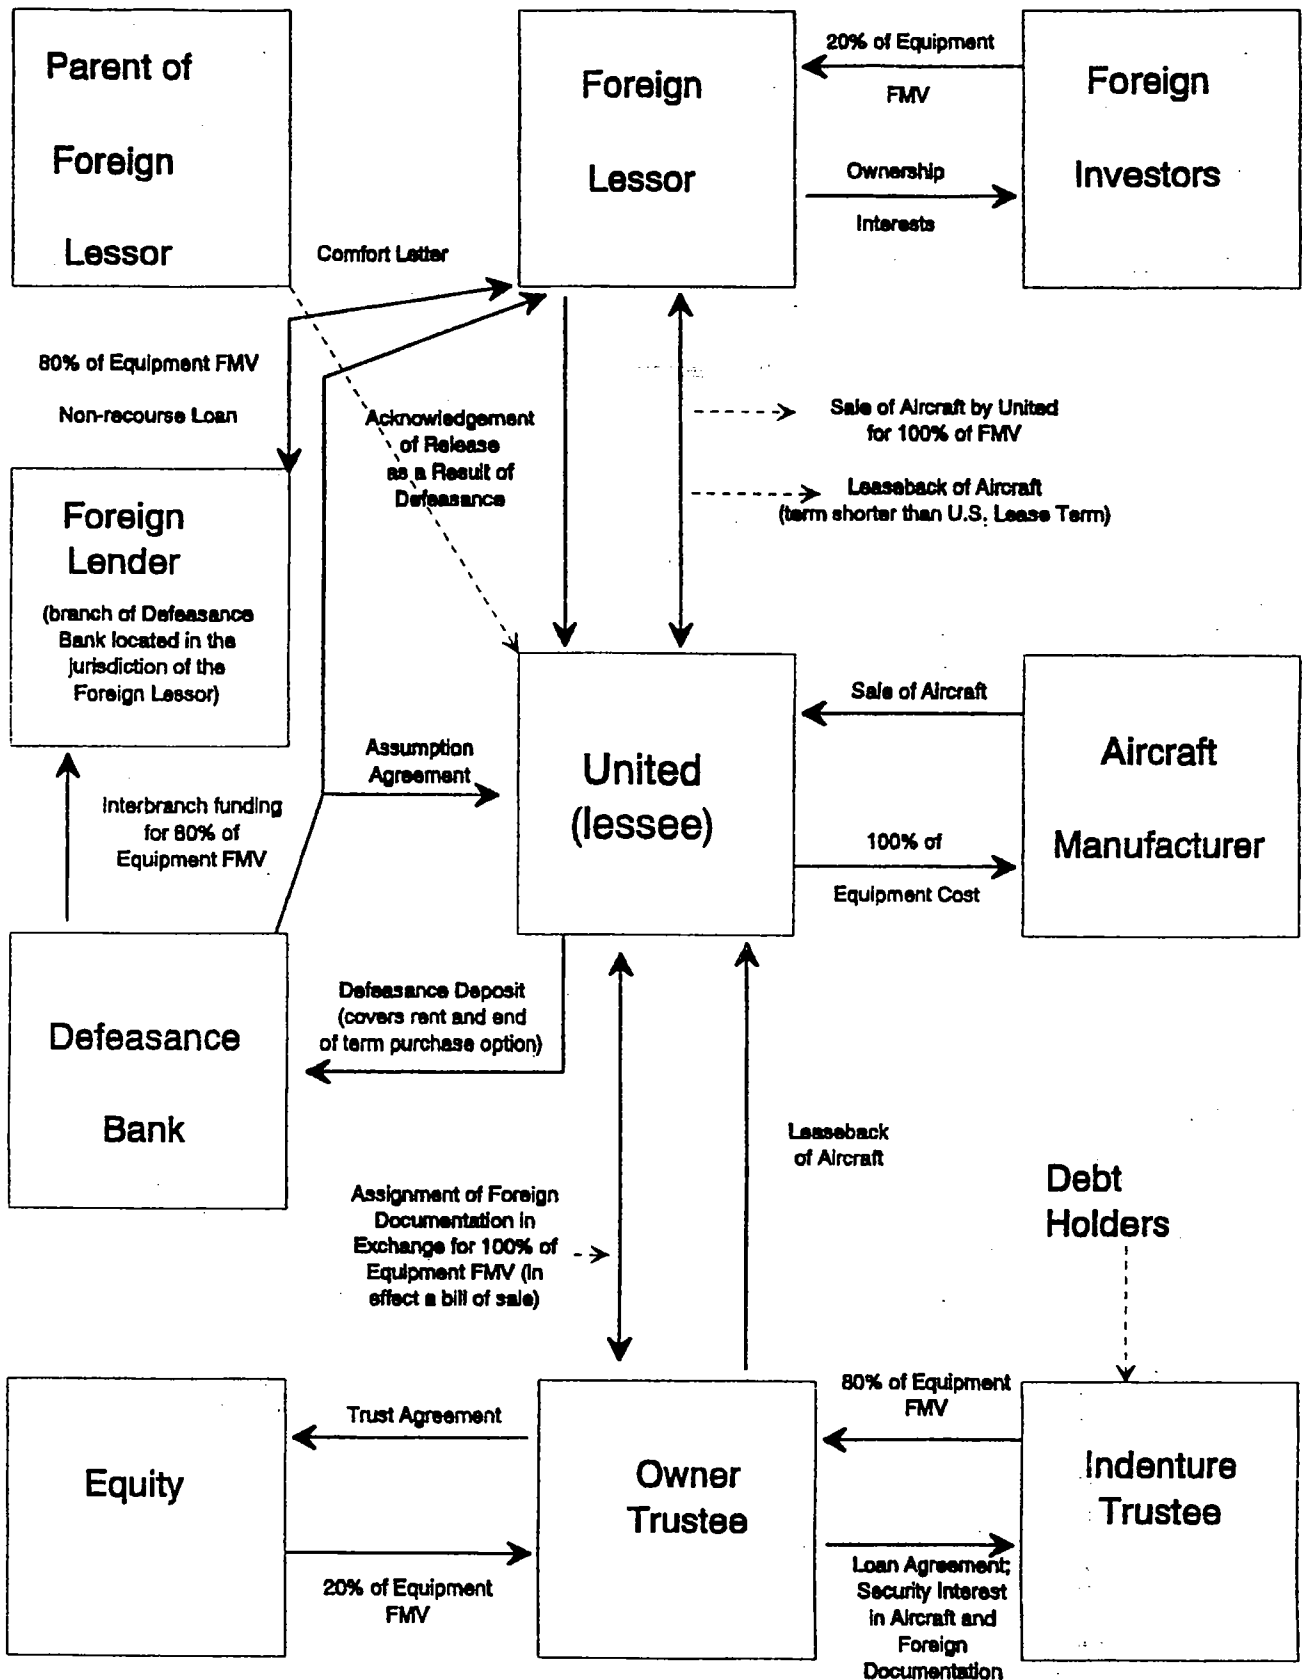 Parent of
Foreign
Lessor
Foreign
Lessor
20% of Equipment
FMV
Ownership
Interests
Foreign
Investors
Comfort Letter
80% of Equipment FMV
Non-recourse Loan
Acknowledgement
of Release
as a Result of
Defeasance
Sale of Aircraft by United
for 100% of FMV
Leaseback of Aircraft
(term shorter than U.S. Lease Term)
Foreign
Lender
(branch of Defeasance
Bank located in the
jurisdiction of the
Foreign Lessor)
Assumption
Agreement
United
(lessee)
Sale of Aircraft
100% of
Equipment Cost
Aircraft
Manufacturer
Interbranch funding
for 80% of
Equipment FMV
Defeasance
Bank
Defeasance Deposit
(covers rent and end
of term purchase option)
Leaseback
of Aircraft
Assignment of Foreign
Documentation in
Exchange for 100% of
Equipment FMV (in
effect a bill of sale)
Debt
Holders
Equity
Trust Agreement
20% of Equipment
FMV
Owner
Trustee
80% of Equipment
FMV
Loan Agreement;
Security Interest
in Aircraft and
Foreign
Documentation
Indenture
Trustee